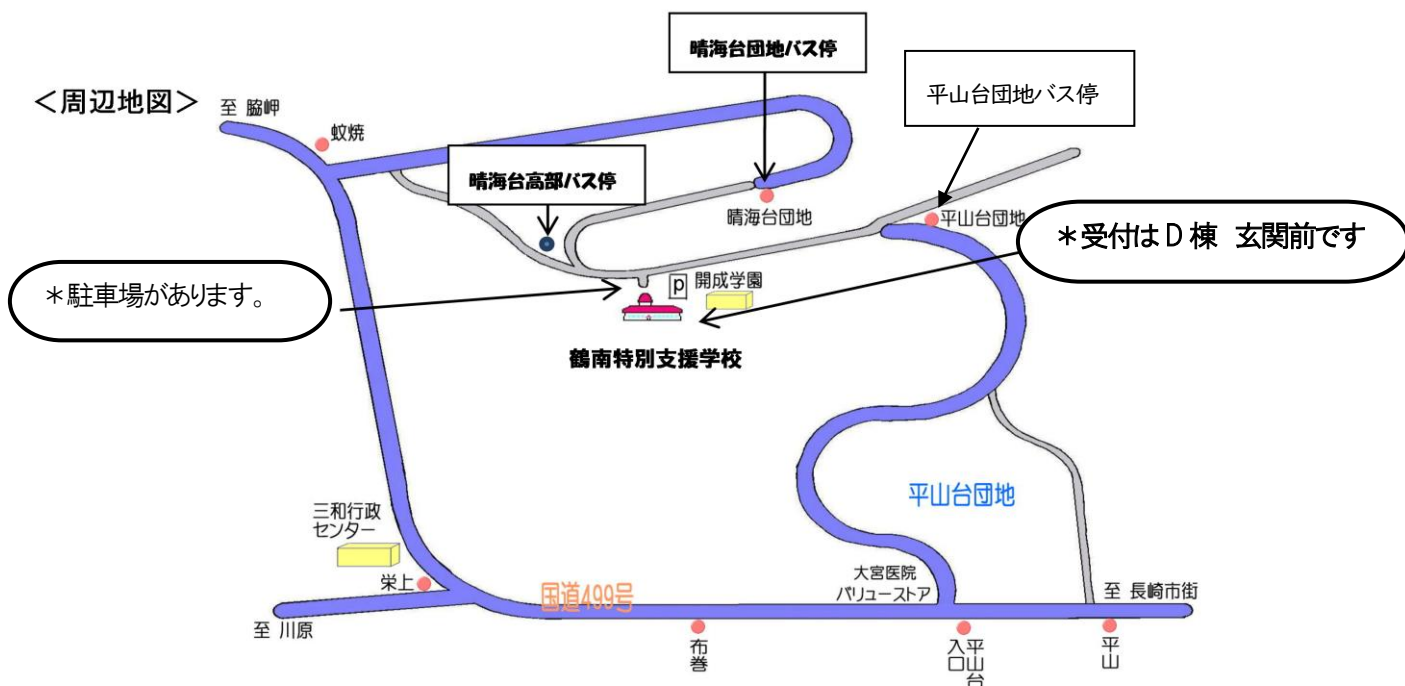 晴海台団地バス停
<周辺地図>
至 脇岬
平山台団地バス停
蚊焼
晴海台高部バス停
晴海台団地
平山台団地
*受付はD棟 玄関前です
*駐車場があります。
P
開成学園
鶴南特別支援学校
平山台団地
三和行政
センター
栄上
大宮医院
バリューストア
国道499号
至 長崎市街
至 川原
布巻
平山台
入口
平山